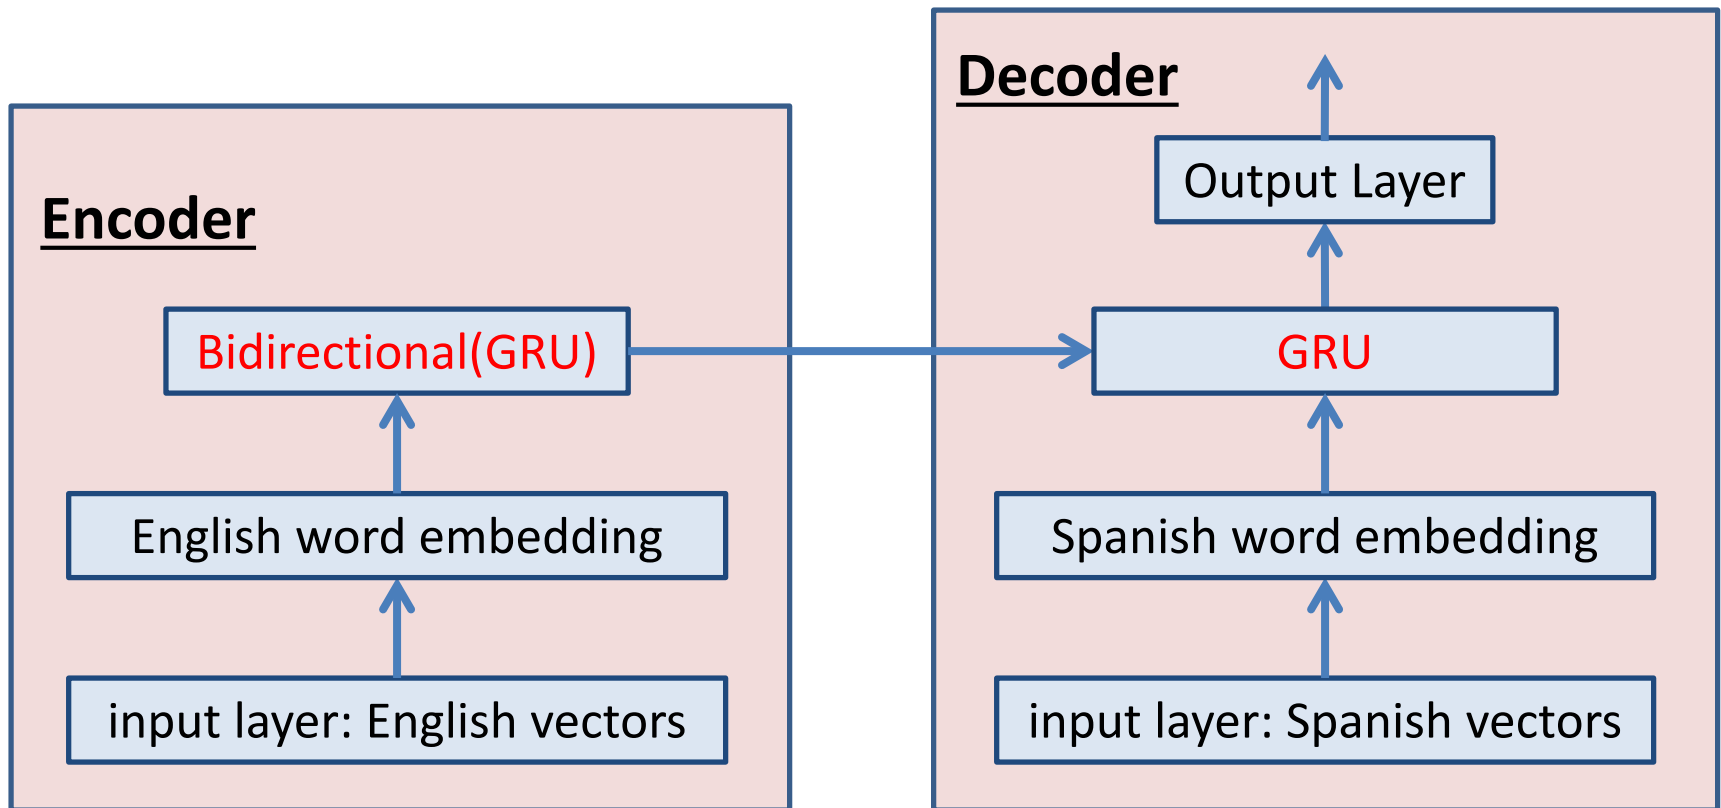 Encoder
Bidirectional(GRU)
English word embedding
input layer: English vectors
Decoder
Output Layer
GRU
Spanish word embedding
input layer: Spanish vectors